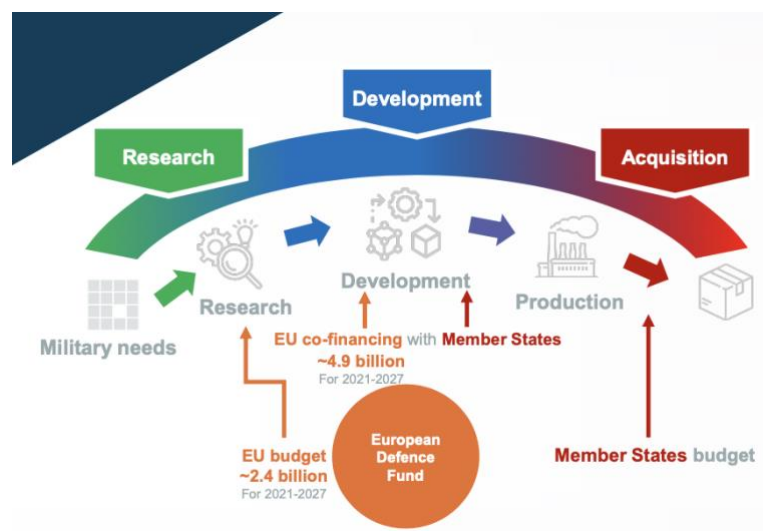 Development
Research
Acquisition
Development
Research
Production
Military needs
EU co-financing with Member States
~4.9 billion
For 2021-2027
European
Defence
Fund
EU budget
~2.4 billion
For 2021-2027
Member States budget